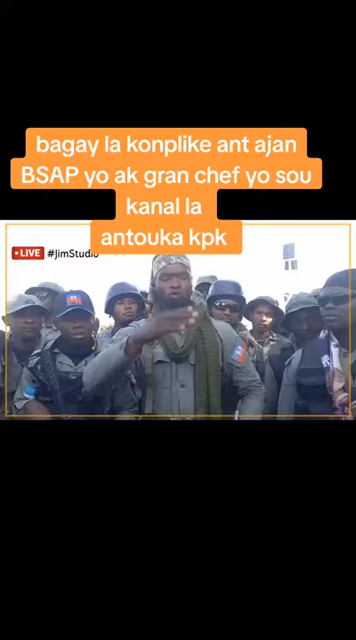 bagay la konplike ant ajan
BSAP yo ak gran chef yo sou
kanal la
antouka kpk
LIVE #JimStudio